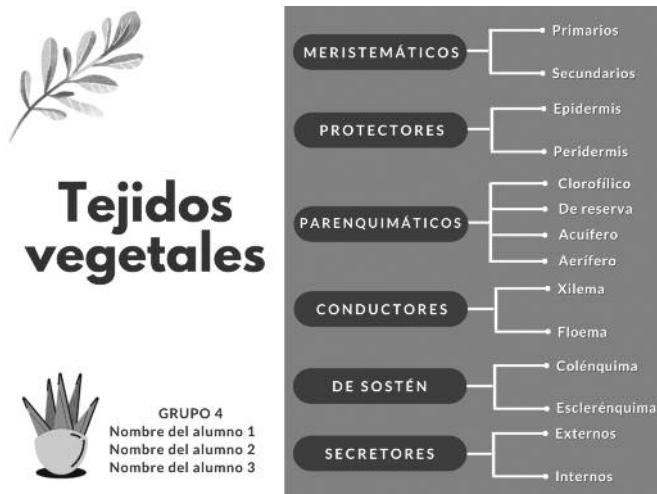 Tejidos
vegetales
GRUPO 4
Nombre del alumno 1
Nombre del alumno 2
Nombre del alumno 3
MERISTEMÁTICOS
Primarios
Secundarios
PROTECTORES
Epidermis
Peridermis
PARENQUIMÁTICOS
Clorofílico
De reserva
Acuífero
Aerífero
CONDUCTORES
Xilema
Floema
DE SOSTÉN
Colénquima
Esclerénquima
SECRETORES
Externos
Internos